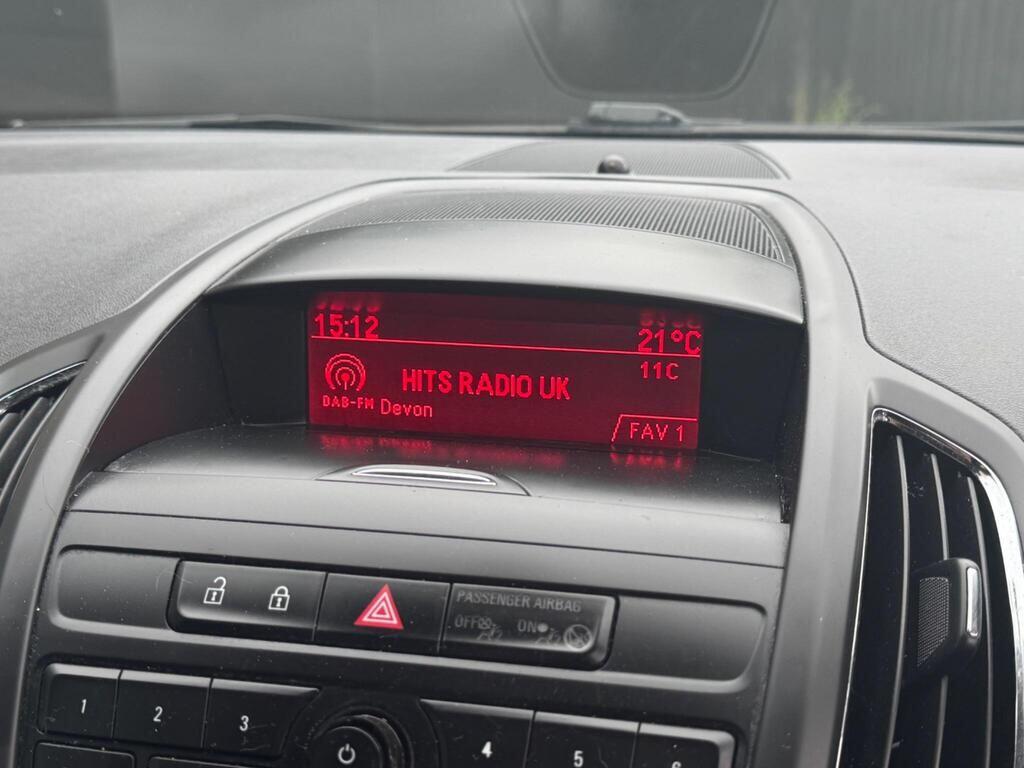 15:12
21°C
11C
HITS RADIO UK
DAB-FM Devon
FAV 1
PASSENGER AIRBAG
OFF ON
1 2 3 4 5